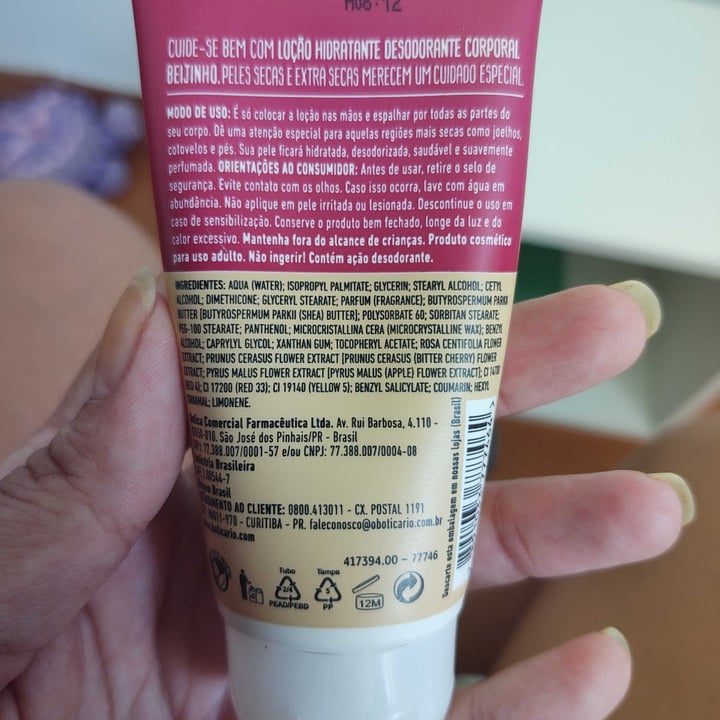 CUIDE-SE BEM COM LOÇÃO HIDRATANTE DESODORANTE CORPORAL
BEIJINHO. PELES SECAS E EXTRA SECAS MERECEM UM CUIDADO ESPECIAL
MODO DE USO: É só colocar a loção nas mãos e espalhar por todas as partes do
seu corpo. Dê uma atenção especial para aquelas regiões mais secas como joelhos,
cotovelos e pés. Sua pele ficará hidratada, desodorizada, saudável e suavemente
perfumada. ORIENTAÇÕES AO CONSUMIDOR: Antes de usar, retire o selo de
segurança. Evite contato com os olhos. Caso isso ocorra, lave com água em
abundância. Não aplique em pele irritada ou lesionada. Descontinue o uso em
caso de sensibilização. Conserve o produto bem fechado, longe da luz e do
calor excessivo. Mantenha fora do alcance de crianças. Produto cosmético
para uso adulto. Não ingerir! Contém ação desodorante.
INGREDIENTES: AQUA (WATER); ISOPROPYL PALMITATE; GLYCERIN; STEARYL ALCOHOL; CETYL
ALCOHOL; DIMETHICONE; GLYCERYL STEARATE; PARFUM (FRAGRANCE); BUTYROSPERMUM PARKII
BUTTER [BUTYROSPERMUM PARKII (SHEA) BUTTER]; POLYSORBATE 60; SORBITAN STEARATE;
PEG-100 STEARATE; PANTHENOL; MICROCRISTALLINA CERA (MICROCRYSTALLINE WAX); BENZYL
ALCOHOL; CAPRYLYL GLYCOL; XANTHAN GUM; TOCOPHERYL ACETATE; ROSA CENTIFOLIA FLOWER
EXTRACT; PRUNUS CERASUS FLOWER EXTRACT [PRUNUS CERASUS (BITTER CHERRY) FLOWER
EXTRACT]; PYRUS MALUS FLOWER EXTRACT [PYRUS MALUS (APPLE) FLOWER EXTRACT]; CI 14700
RED 4); CI 17200 (RED 33); CI 19140 (YELLOW 5); BENZYL SALICYLATE; COUMARIN; HEXYL
CINNAMAL; LIMONENE.
Botica Comercial Farmacêutica Ltda. Av. Rui Barbosa, 4.110 -
São José dos Pinhais/PR - Brasil
77.388.007/0001-57 e/ou CNPJ: 77.388.007/0004-08
Indústria Brasileira
Brasil
ATENDIMENTO AO CLIENTE: 0800.413011 - CX. POSTAL 1191
- CURITIBA - PR. faleconosco@oboticario.com.br
www.boticario.com
417394.00 - 77746
Tubo
2/4
PEAD/PEBD
Tampa
5
PP
12M
Descarte esta embalagem em nossas lojas (Brasil)